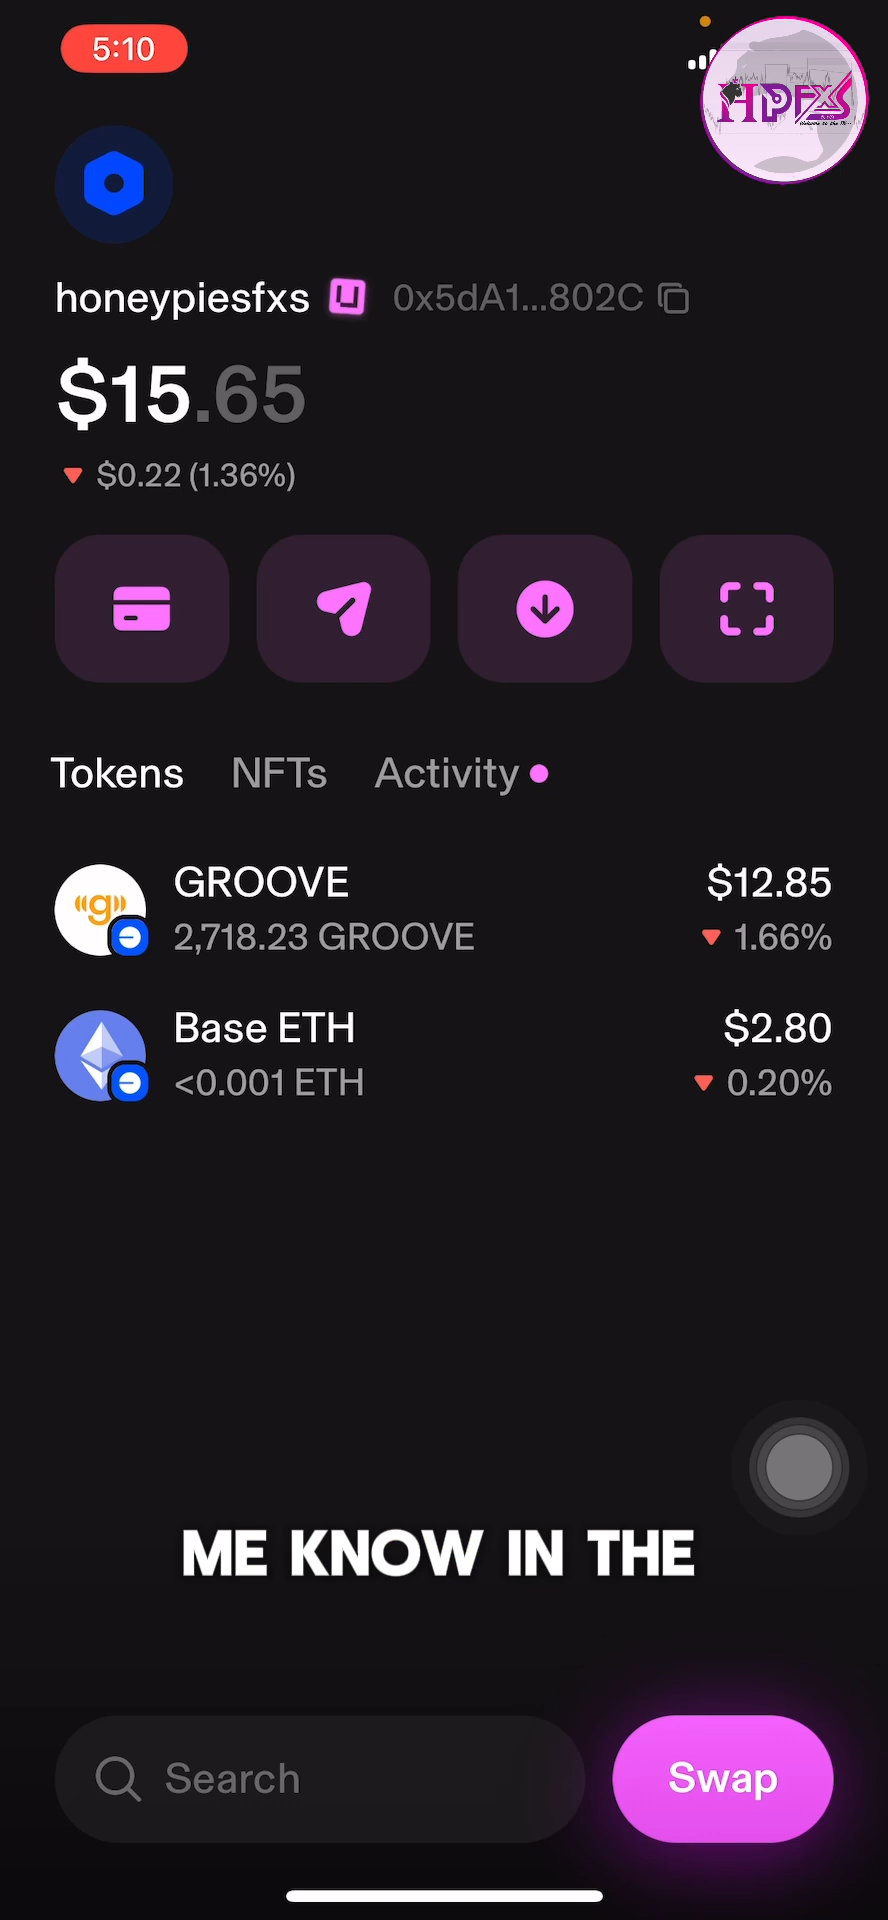 5:10
HPFXS
honeypiesfxs 0x5dA1...802C
$15.65
$0.22 (1.36%)
Tokens NFTs Activity
GROOVE $12.85
2,718.23 GROOVE 1.66%
Base ETH $2.80
<0.001 ETH 0.20%
ME KNOW IN THE
Search Swap